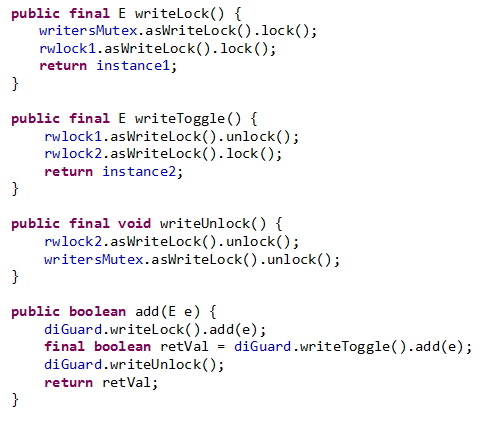 public final E writeLock() {
writersMutex.asWriteLock().lock();
rwlock1.asWriteLock().lock();
return instance1;
}
public final E writeToggle() {
rwlock1.asWriteLock().unlock();
rwlock2.asWriteLock().lock();
return instance2;
}
public final void writeUnlock() {
rwlock2.asWriteLock().unlock();
writersMutex.asWriteLock().unlock();
}
public boolean add(E e) {
diGuard.writeLock().add(e);
final boolean retVal = diGuard.writeToggle().add(e);
diGuard.writeUnlock();
return retVal;
}